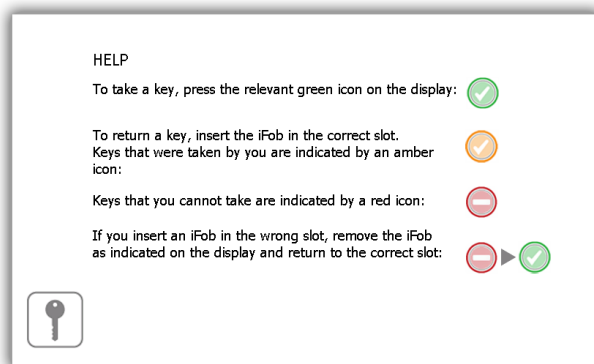 HELP
To take a key, press the relevant green icon on the display:
To return a key, insert the iFob in the correct slot.
Keys that were taken by you are indicated by an amber
icon:
Keys that you cannot take are indicated by a red icon:
If you insert an iFob in the wrong slot, remove the iFob
as indicated on the display and return to the correct slot: